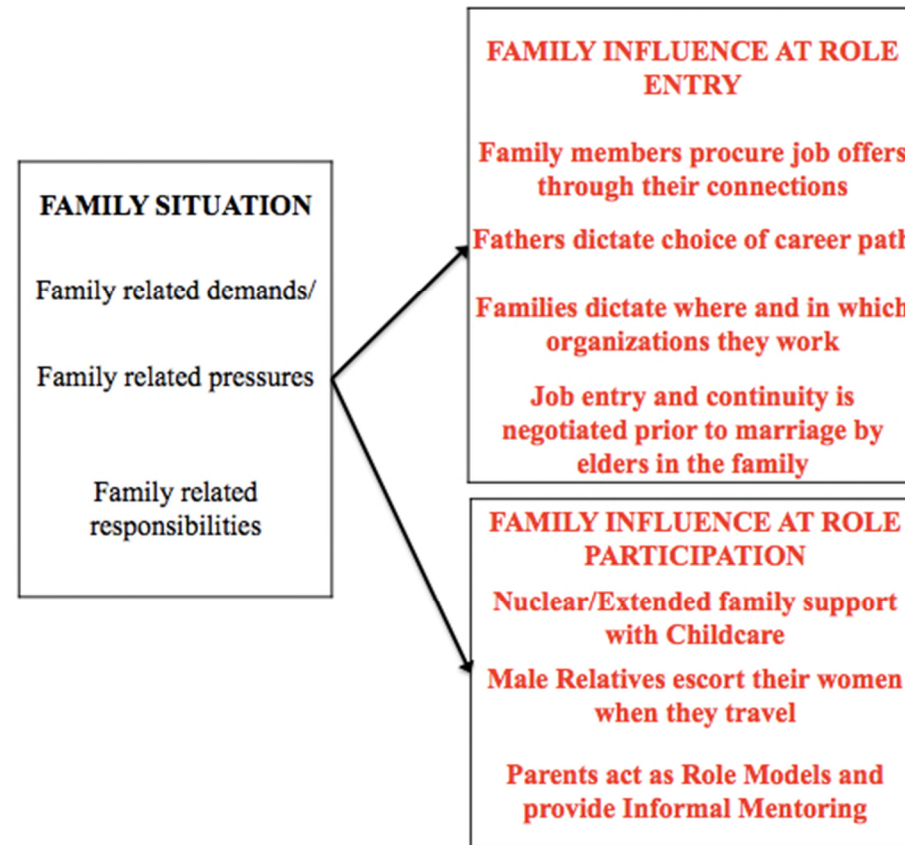 FAMILY SITUATION
Family related demands/
Family related pressures
Family related
responsibilities
FAMILY INFLUENCE AT ROLE
ENTRY
Family members procure job offers
through their connections
Fathers dictate choice of career path
Families dictate where and in which
organizations they work
Job entry and continuity is
negotiated prior to marriage by
elders in the family
FAMILY INFLUENCE AT ROLE
PARTICIPATION
Nuclear/Extended family support
with Childcare
Male Relatives escort their women
when they travel
Parents act as Role Models and
provide Informal Mentoring